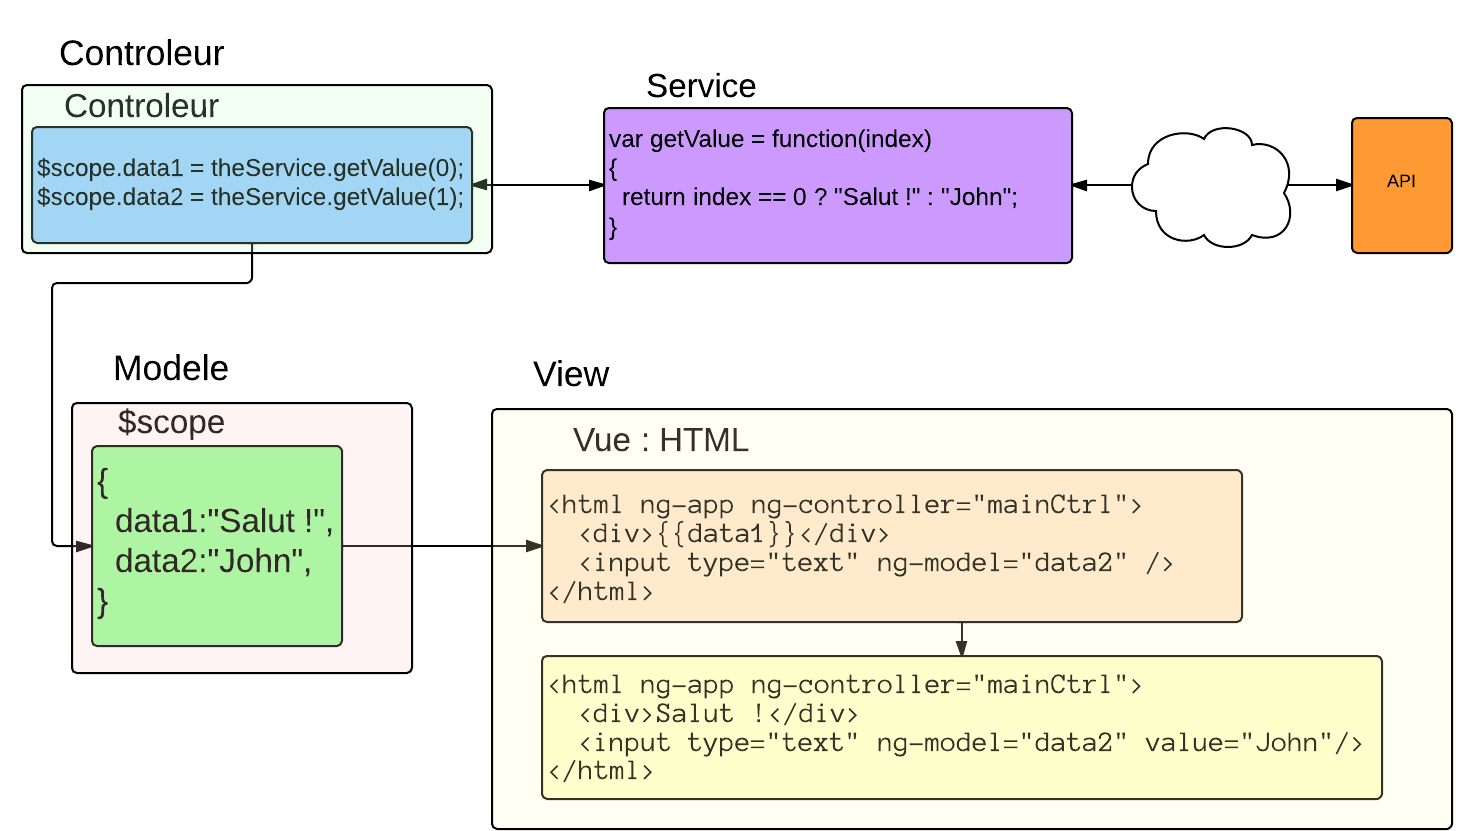 Controleur
Controleur
$scope.data1 = theService.getValue(0);
$scope.data2 = theService.getValue(1);
Service
var getValue = function(index)
{
return index == 0 ? "Salut !" : "John";
}
API
Modele
$scope
{
data1:"Salut !",
data2:"John",
}
View
Vue : HTML
<html ng-app ng-controller="mainCtrl">
<div>{{data1}}</div>
<input type="text" ng-model="data2" />
</html>
<html ng-app ng-controller="mainCtrl">
<div>Salut !</div>
<input type="text" ng-model="data2" value="John"/>
</html>